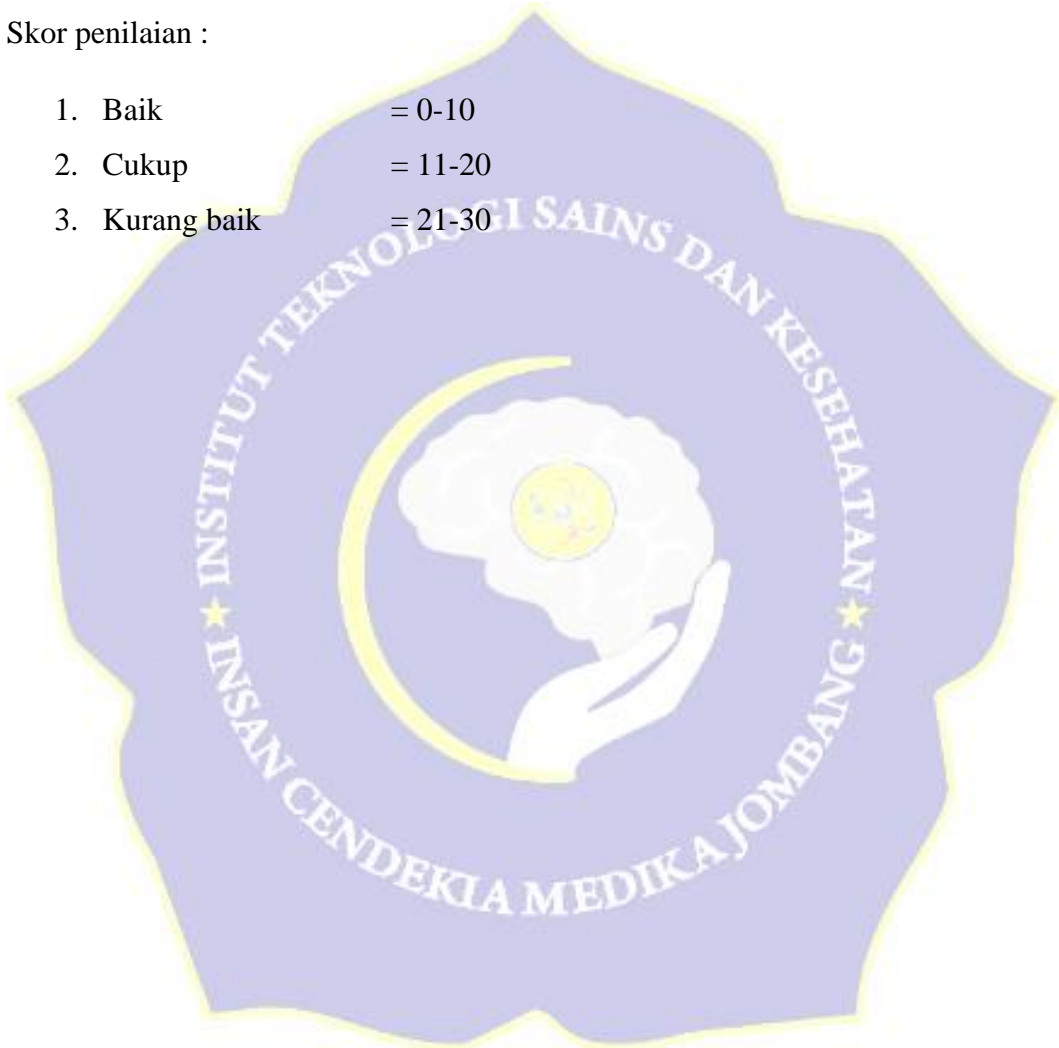 Skor penilaian :
1. Baik = 0-10
2. Cukup = 11-20
3. Kurang baik = 21-30
INSTITUT TEKNOLOGI SAINS DAN KESEHATAN
INSAN CENDEKIA MEDIKA JOMBANG